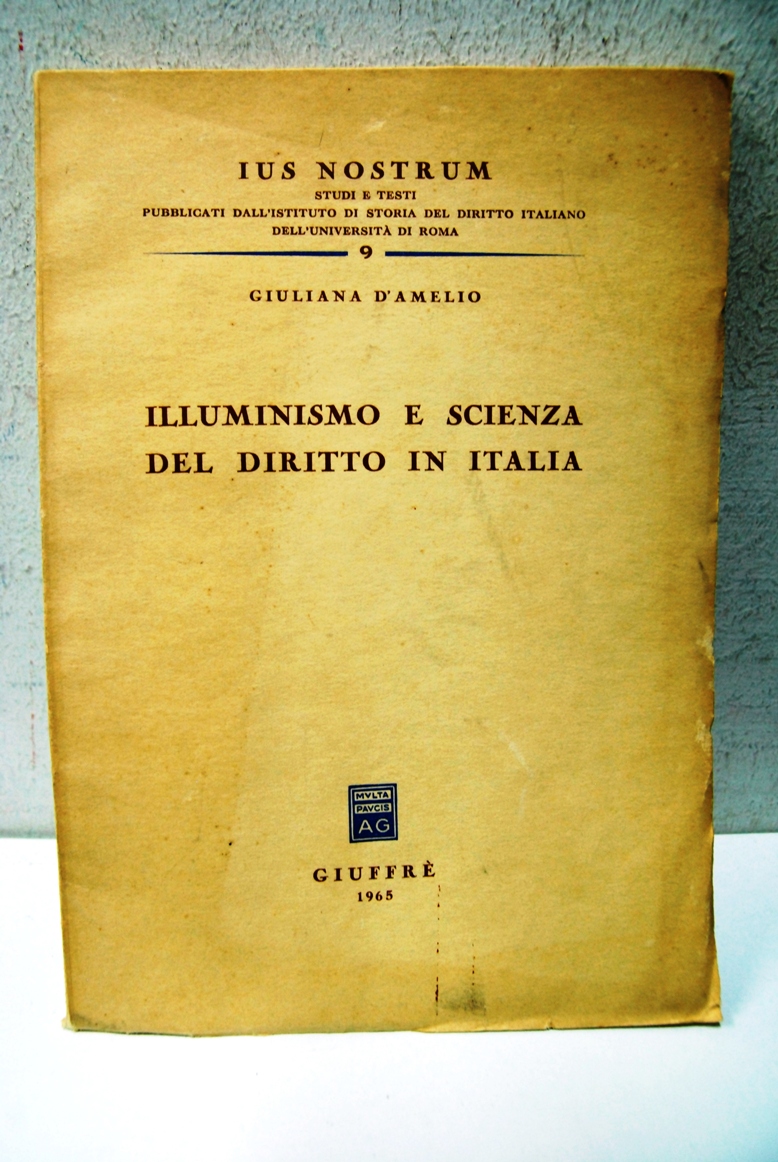 IUS NOSTRUM
STUDI E TESTI
PUBBLICATI DALL'ISTITUTO DI STORIA DEL DIRITTO ITALIANO
DELL'UNIVERSITÀ DI ROMA
9
GIULIANA D'AMELIO
ILLUMINISMO E SCIENZA
DEL DIRITTO IN ITALIA
MVLTA
PAVCIS
AG
GIUFFRÈ
1965